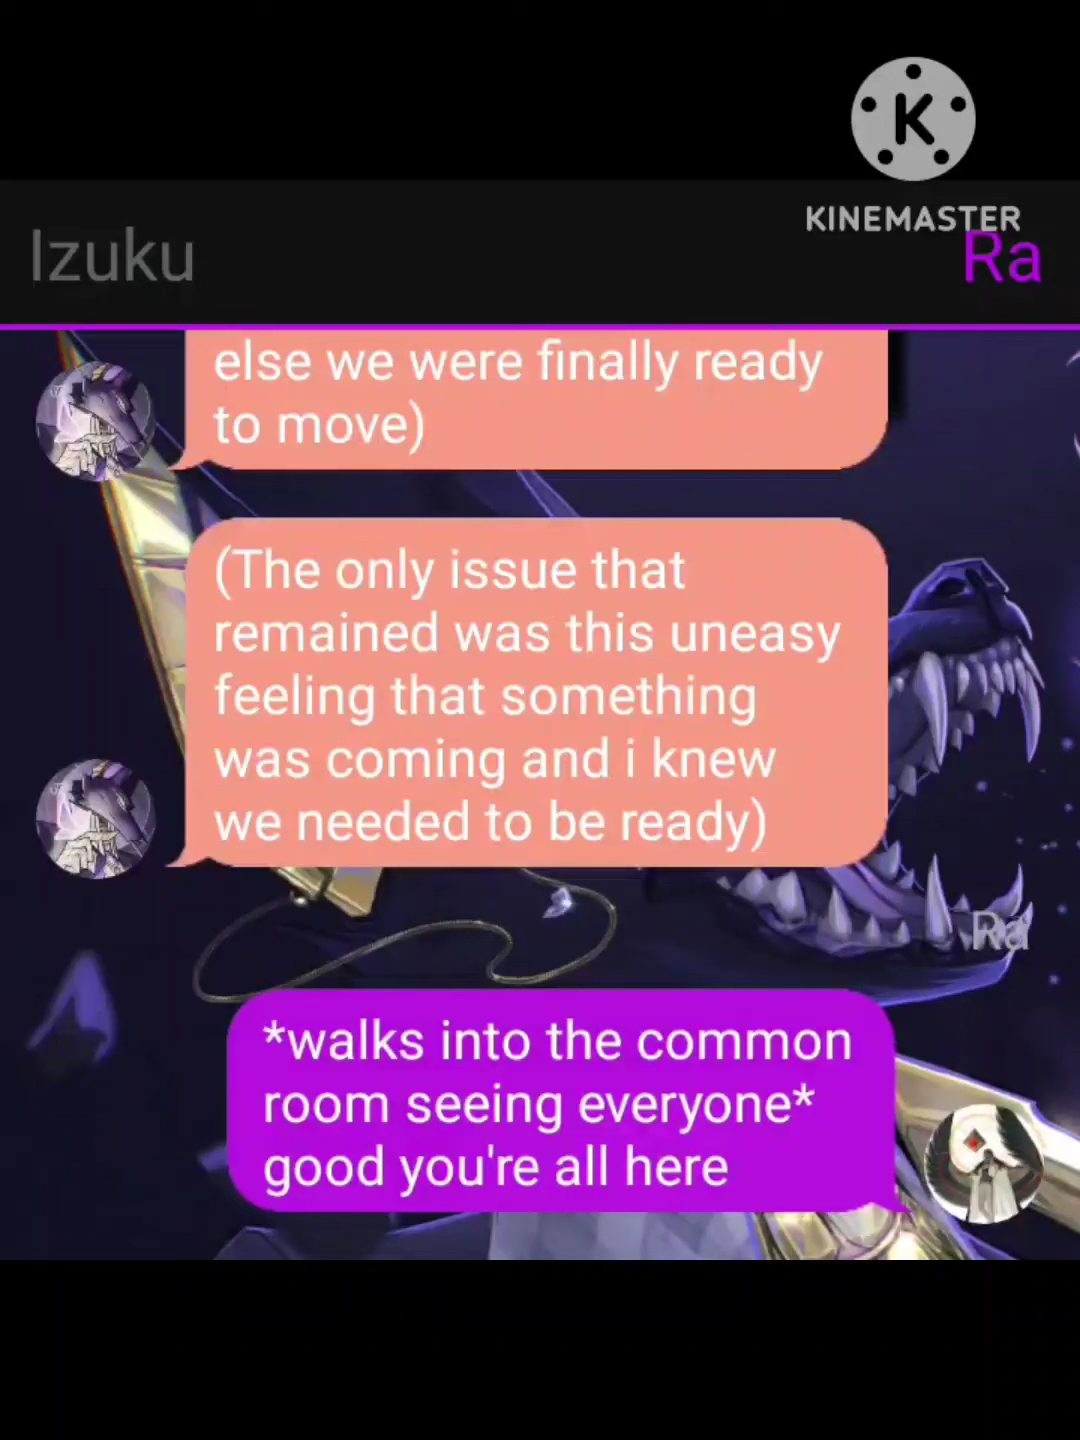 K
KINEMASTER
Izuku
Ra
else we were finally ready
to move)
(The only issue that
remained was this uneasy
feeling that something
was coming and i knew
we needed to be ready)
Ra
*walks into the common
room seeing everyone*
good you're all here